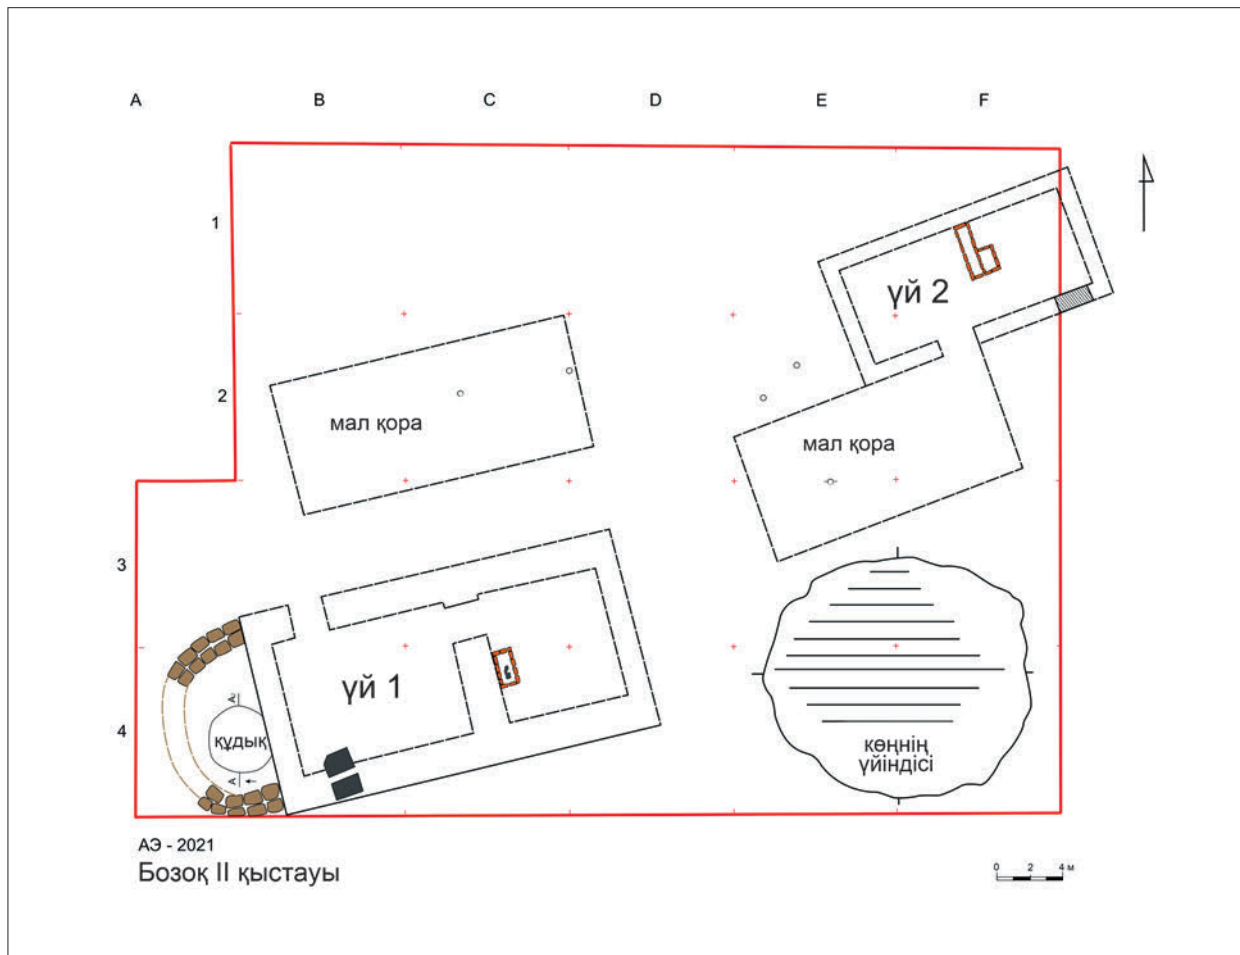 A B C D E F
1
үй 2
2
мал қора
мал қора
3
үй 1
А
4
құдық
А
көңнің
үйіндісі
АЭ - 2021
Бозоқ II қыстауы
0 2 4 м